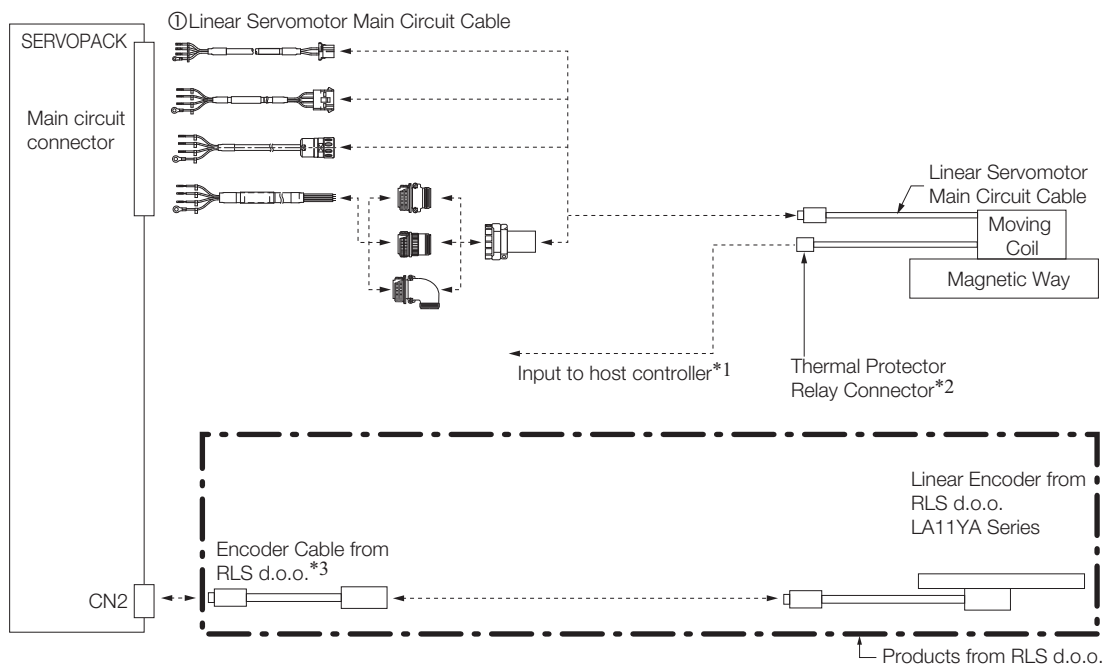 ①Linear Servomotor Main Circuit Cable
SERVOPACK
Main circuit
connector
Linear Servomotor
Main Circuit Cable
Moving
Coil
Magnetic Way
Input to host controller*1
Thermal Protector
Relay Connector*2
Linear Encoder from
RLS d.o.o.
LA11YA Series
Encoder Cable from
RLS d.o.o.*3
CN2
Products from RLS d.o.o.